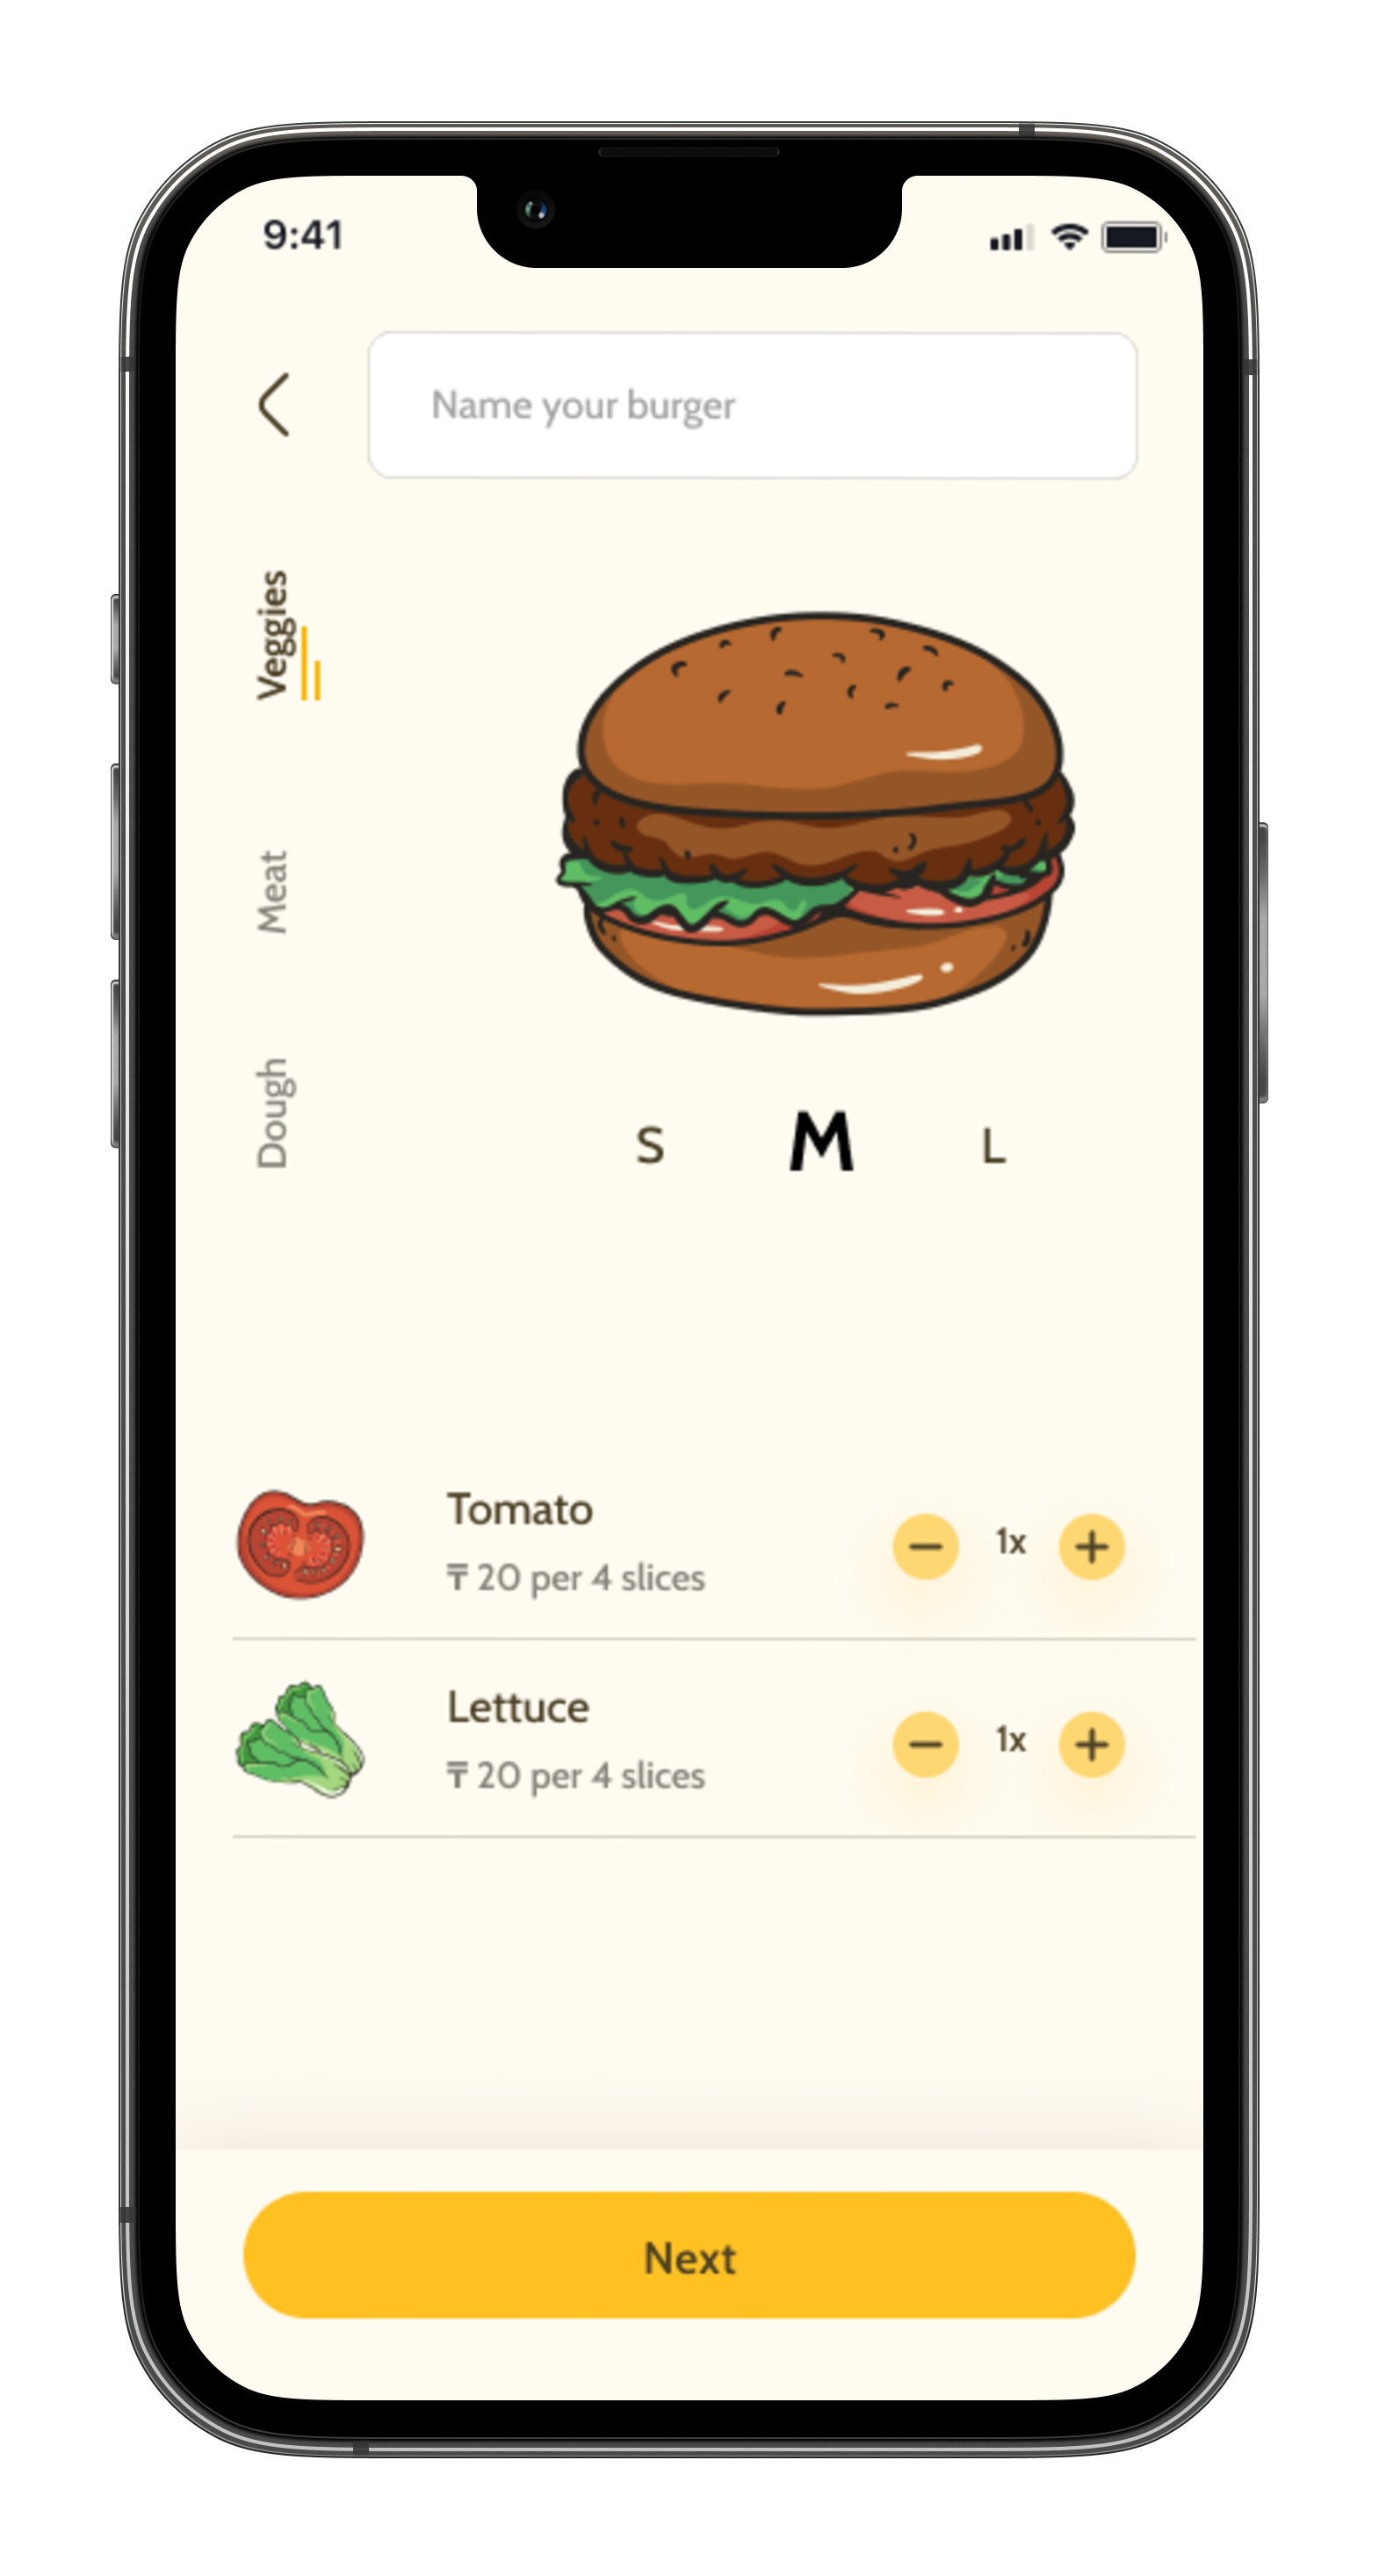 9:41
Name your burger
Veggies
Meat
Dough
S M L
Tomato
₸ 20 per 4 slices
1x
Lettuce
₸ 20 per 4 slices
1x
Next